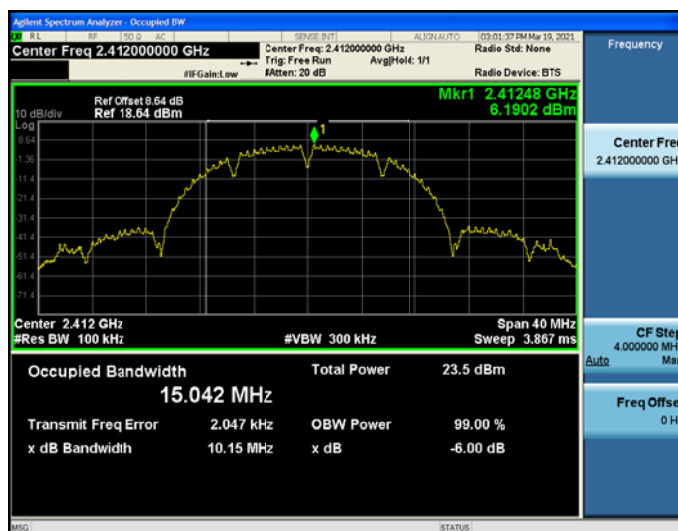 Agilent Spectrum Analyzer - Occupied BW
RL RF 50 Ω AC SENSE:INT ALIGN AUTO 03:01:37 PM Mar 19, 2021
Center Freq 2.412000000 GHz
Center Freq: 2.412000000 GHz
Radio Std: None
Trig: Free Run Avg|Hold: 1/1
#IFGain:Low
#Atten: 20 dB
Radio Device: BTS
Frequency
Ref Offset 8.64 dB
10 dB/div Ref 18.64 dBm
Mkr1 2.41248 GHz
6.1902 dBm
Log
8.64
-1.36
-11.4
-21.4
-31.4
-41.4
-51.4
-61.4
-71.4
1
Center 2.412 GHz
Span 40 MHz
#Res BW 100 kHz
#VBW 300 kHz
Sweep 3.867 ms
Occupied Bandwidth
15.042 MHz
Total Power 23.5 dBm
Transmit Freq Error 2.047 kHz
OBW Power 99.00 %
x dB Bandwidth 10.15 MHz
x dB -6.00 dB
Center Fre
2.412000000 GH
CF Ste
4.000000 MH
Auto Ma
Freq Offse
0 H
MSG
STATUS